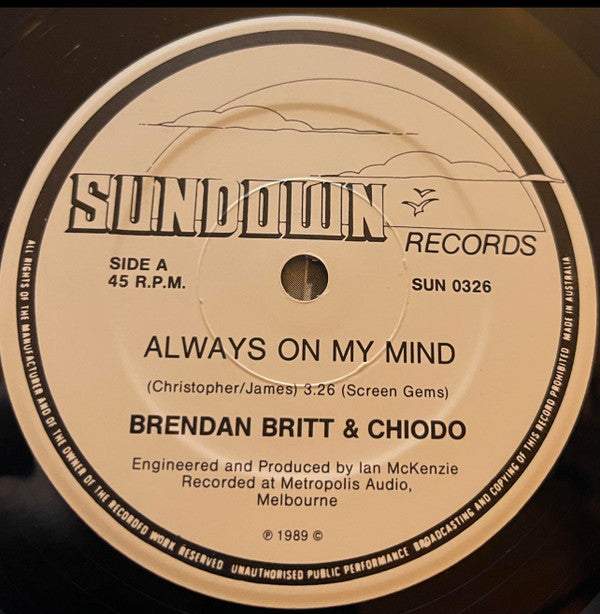 SUNDOWN
RECORDS
SIDE A
45 R.P.M.
SUN 0326
ALWAYS ON MY MIND
(Christopher/James) 3.26 (Screen Gems)
BRENDAN BRITT & CHIODO
Engineered and Produced by Ian McKenzie
Recorded at Metropolis Audio,
Melbourne
℗ 1989 ©
ALL RIGHTS OF THE MANUFACTURER AND OF THE OWNER OF THE RECORDED WORK RESERVED UNAUTHORISED PUBLIC PERFORMANCE BROADCASTING AND COPYING OF THIS RECORD PROHIBITED MADE IN AUSTRALIA